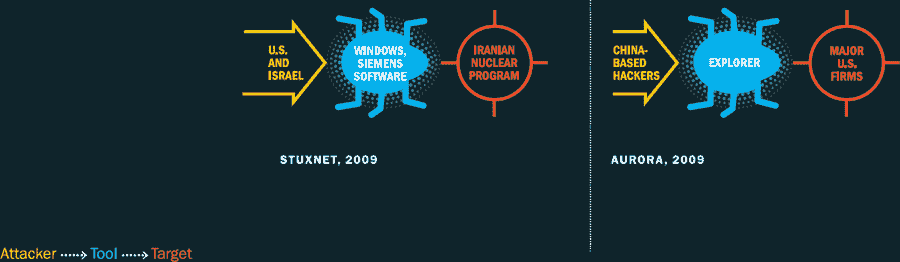 U.S.
AND
ISRAEL
WINDOWS,
SIEMENS
SOFTWARE
IRANIAN
NUCLEAR
PROGRAM
STUXNET, 2009
CHINA-
BASED
HACKERS
EXPLORER
MAJOR
U.S.
FIRMS
AURORA, 2009
Attacker Tool Target